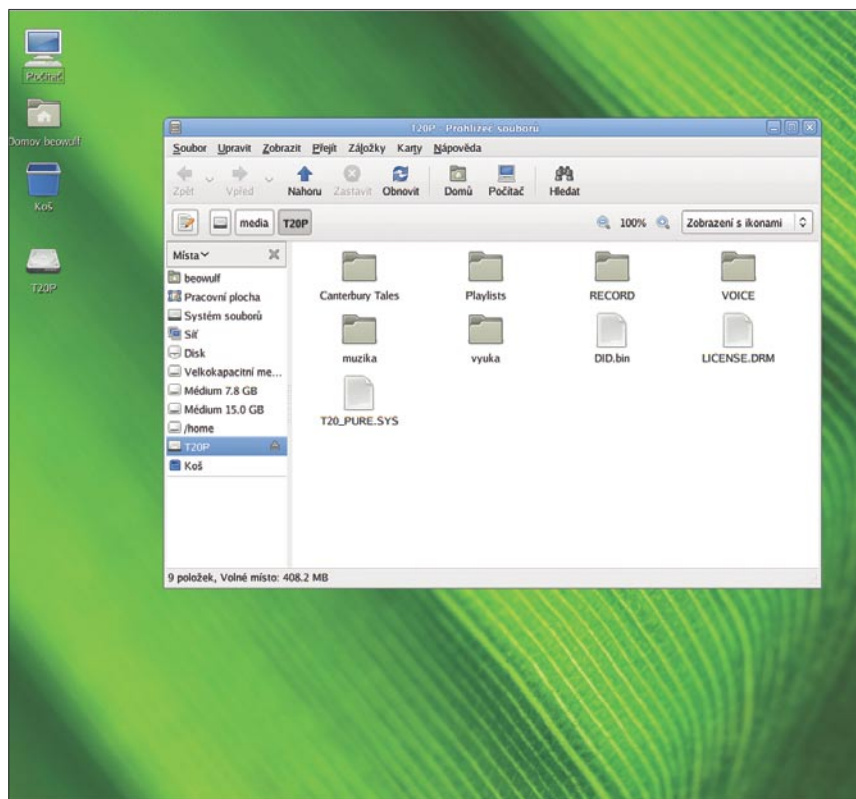 Počítač
Domov beowulf
Koš
T20P
T20P - Prohlížeč souborů
Soubor Upravit Zobrazit Přejít Záložky Karty Nápověda
Zpět Vpřed Nahoru Zastavit Obnovit Domů Počítač Hledat
media T20P 100% Zobrazení s ikonami
Místa
beowulf
Pracovní plocha
Systém souborů
Síť
Disk
Velkokapacitní me...
Médium 7.8 GB
Médium 15.0 GB
/home
T20P
Koš
Canterbury Tales Playlists RECORD VOICE
muzika vyuka DID.bin LICENSE.DRM
T20_PURE.SYS
9 položek, Volné místo: 408.2 MB